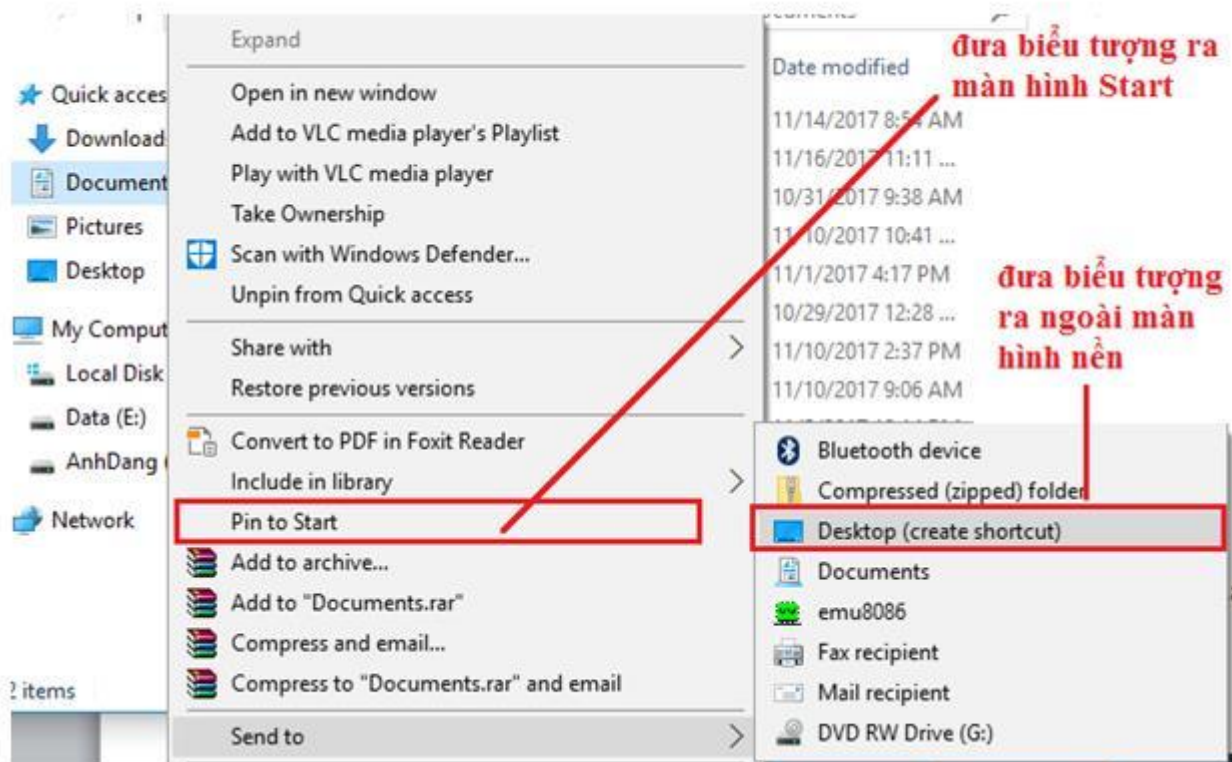 đưa biểu tượng ra
màn hình Start
Expand
Date modified
Quick acces
Open in new window
11/14/2017 8:54 AM
Download
Add to VLC media player's Playlist
11/16/2017 11:11 ...
Document
Play with VLC media player
10/31/2017 9:38 AM
Pictures
Take Ownership
11/10/2017 10:41 ...
Desktop
Scan with Windows Defender...
11/1/2017 4:17 PM
Unpin from Quick access
10/29/2017 12:28 ...
đưa biểu tượng
ra ngoài màn
hình nền
My Comput
Share with
11/10/2017 2:37 PM
Local Disk
Restore previous versions
11/10/2017 9:06 AM
Data (E:)
Convert to PDF in Foxit Reader
AnhDang
Include in library
Network
Pin to Start
Add to archive...
Add to "Documents.rar"
Compress and email...
Compress to "Documents.rar" and email
2 items
Send to
Bluetooth device
Compressed (zipped) folder
Desktop (create shortcut)
Documents
emu8086
Fax recipient
Mail recipient
DVD RW Drive (G:)